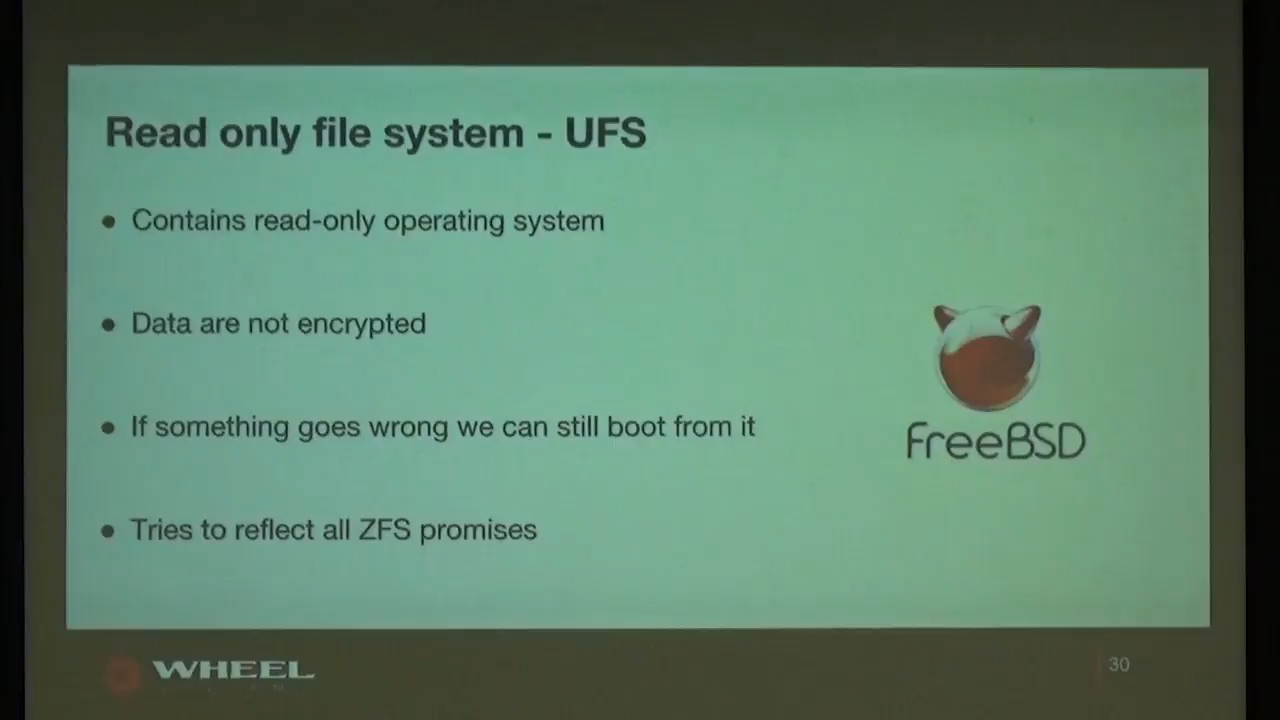 Read only file system - UFS
● Contains read-only operating system
● Data are not encrypted
● If something goes wrong we can still boot from it
● Tries to reflect all ZFS promises
FreeBSD
WHEEL
30